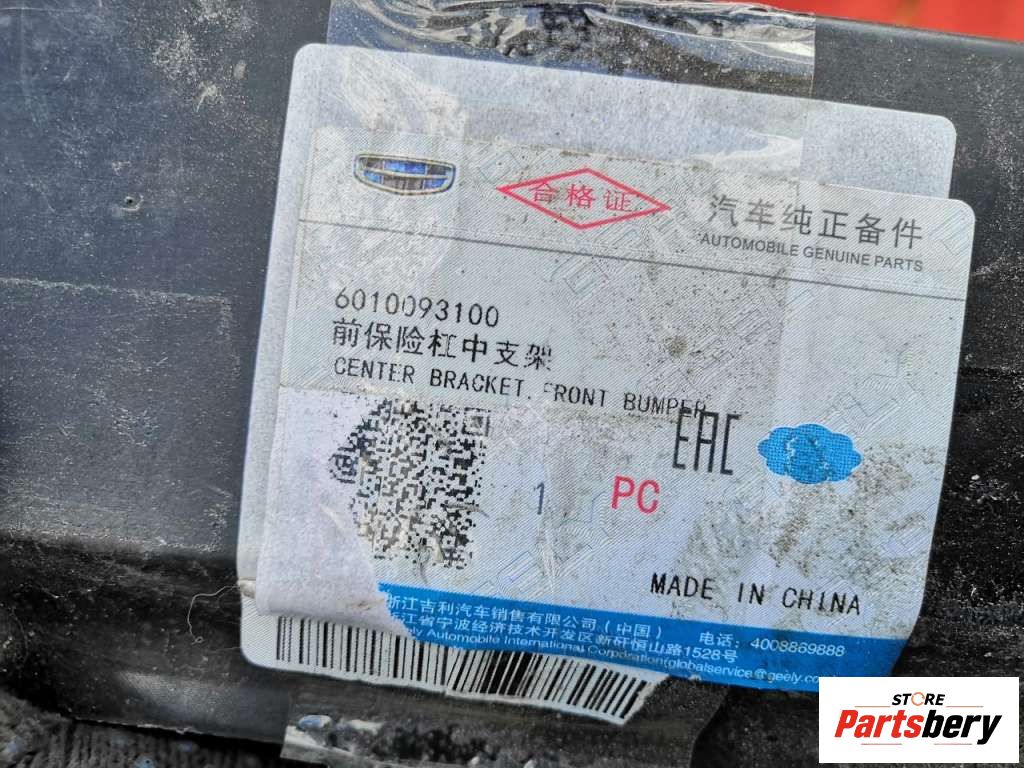 合格证
汽车纯正备件
AUTOMOBILE GENUINE PARTS
6010093100
前保险杠中支架
CENTER BRACKET, FRONT BUMPER
EAC
1 PC
MADE IN CHINA
浙江吉利汽车销售有限公司（中国） 电话：4008869888
浙江省宁波经济技术开发区新矸恒山路1528号
Geely Automobile International Corporation(globalservice@geely.co
STORE
Partsbery